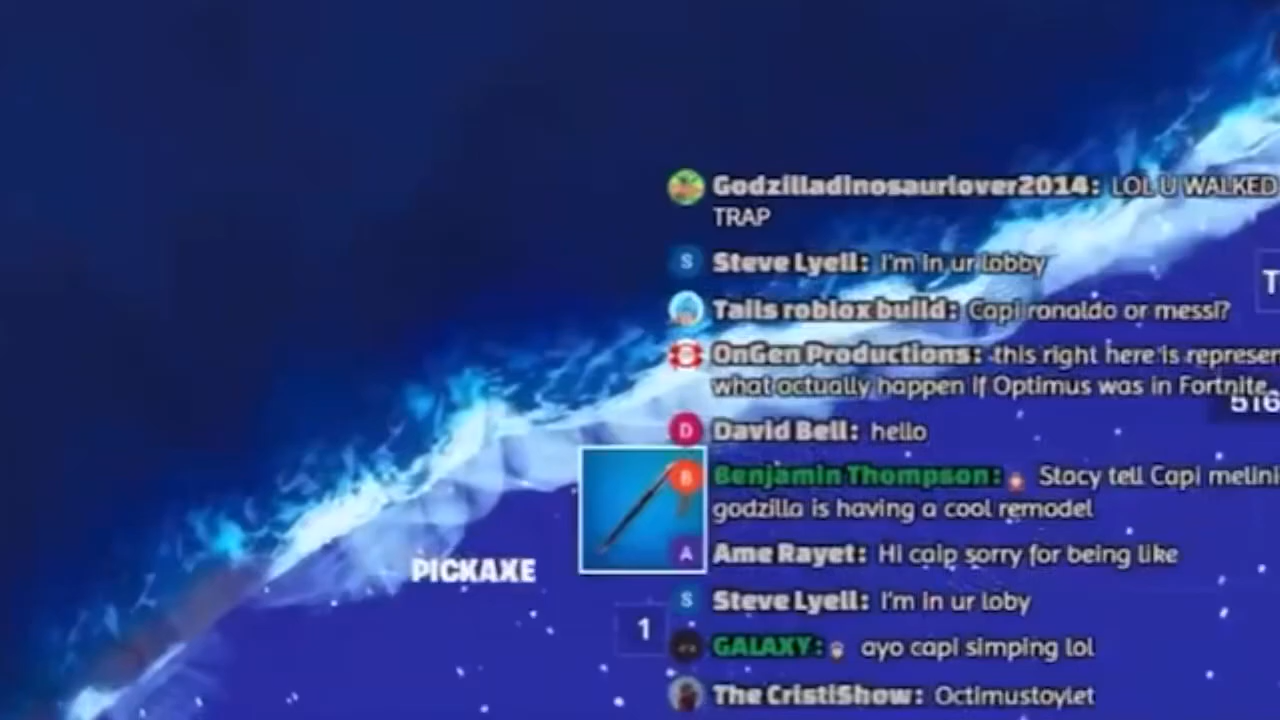 Godzilladinosaurlover2014: LOL U WALKED
TRAP
S Steve Lyell: I'm in ur lobby
T
Tails roblox build: Capi ronaldo or messi?
OnGen Productions: this right here is represen
what actually happen if Optimus was in Fortnite
516
D David Bell: hello
B Benjamin Thompson: Stacy tell Capi melini
godzilla is having a cool remodel
A Ame Rayet: Hi caip sorry for being like
PICKAXE
S Steve Lyell: I'm in ur loby
1
GALAXY: ayo capi simping lol
The CristiShow: Octimustoylet